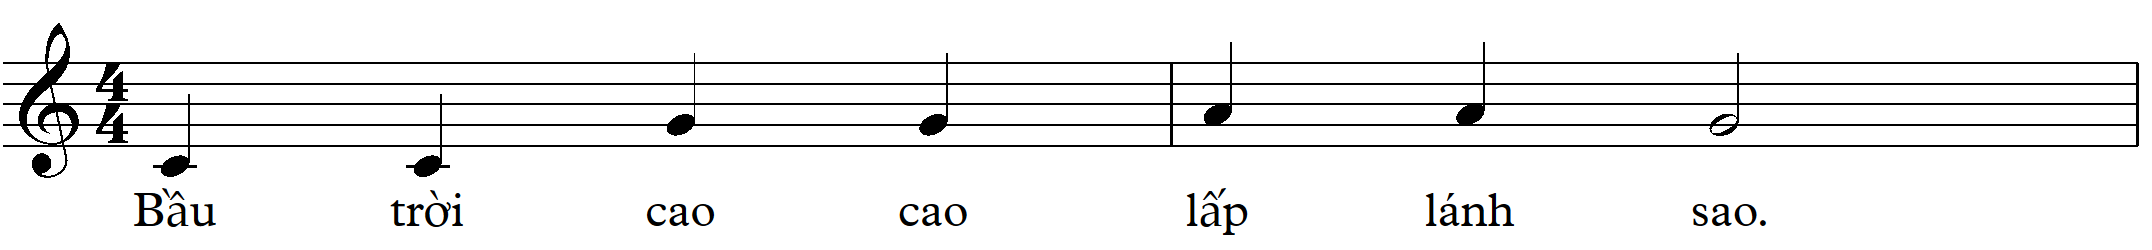 Bầu trời cao cao lấp lánh sao.